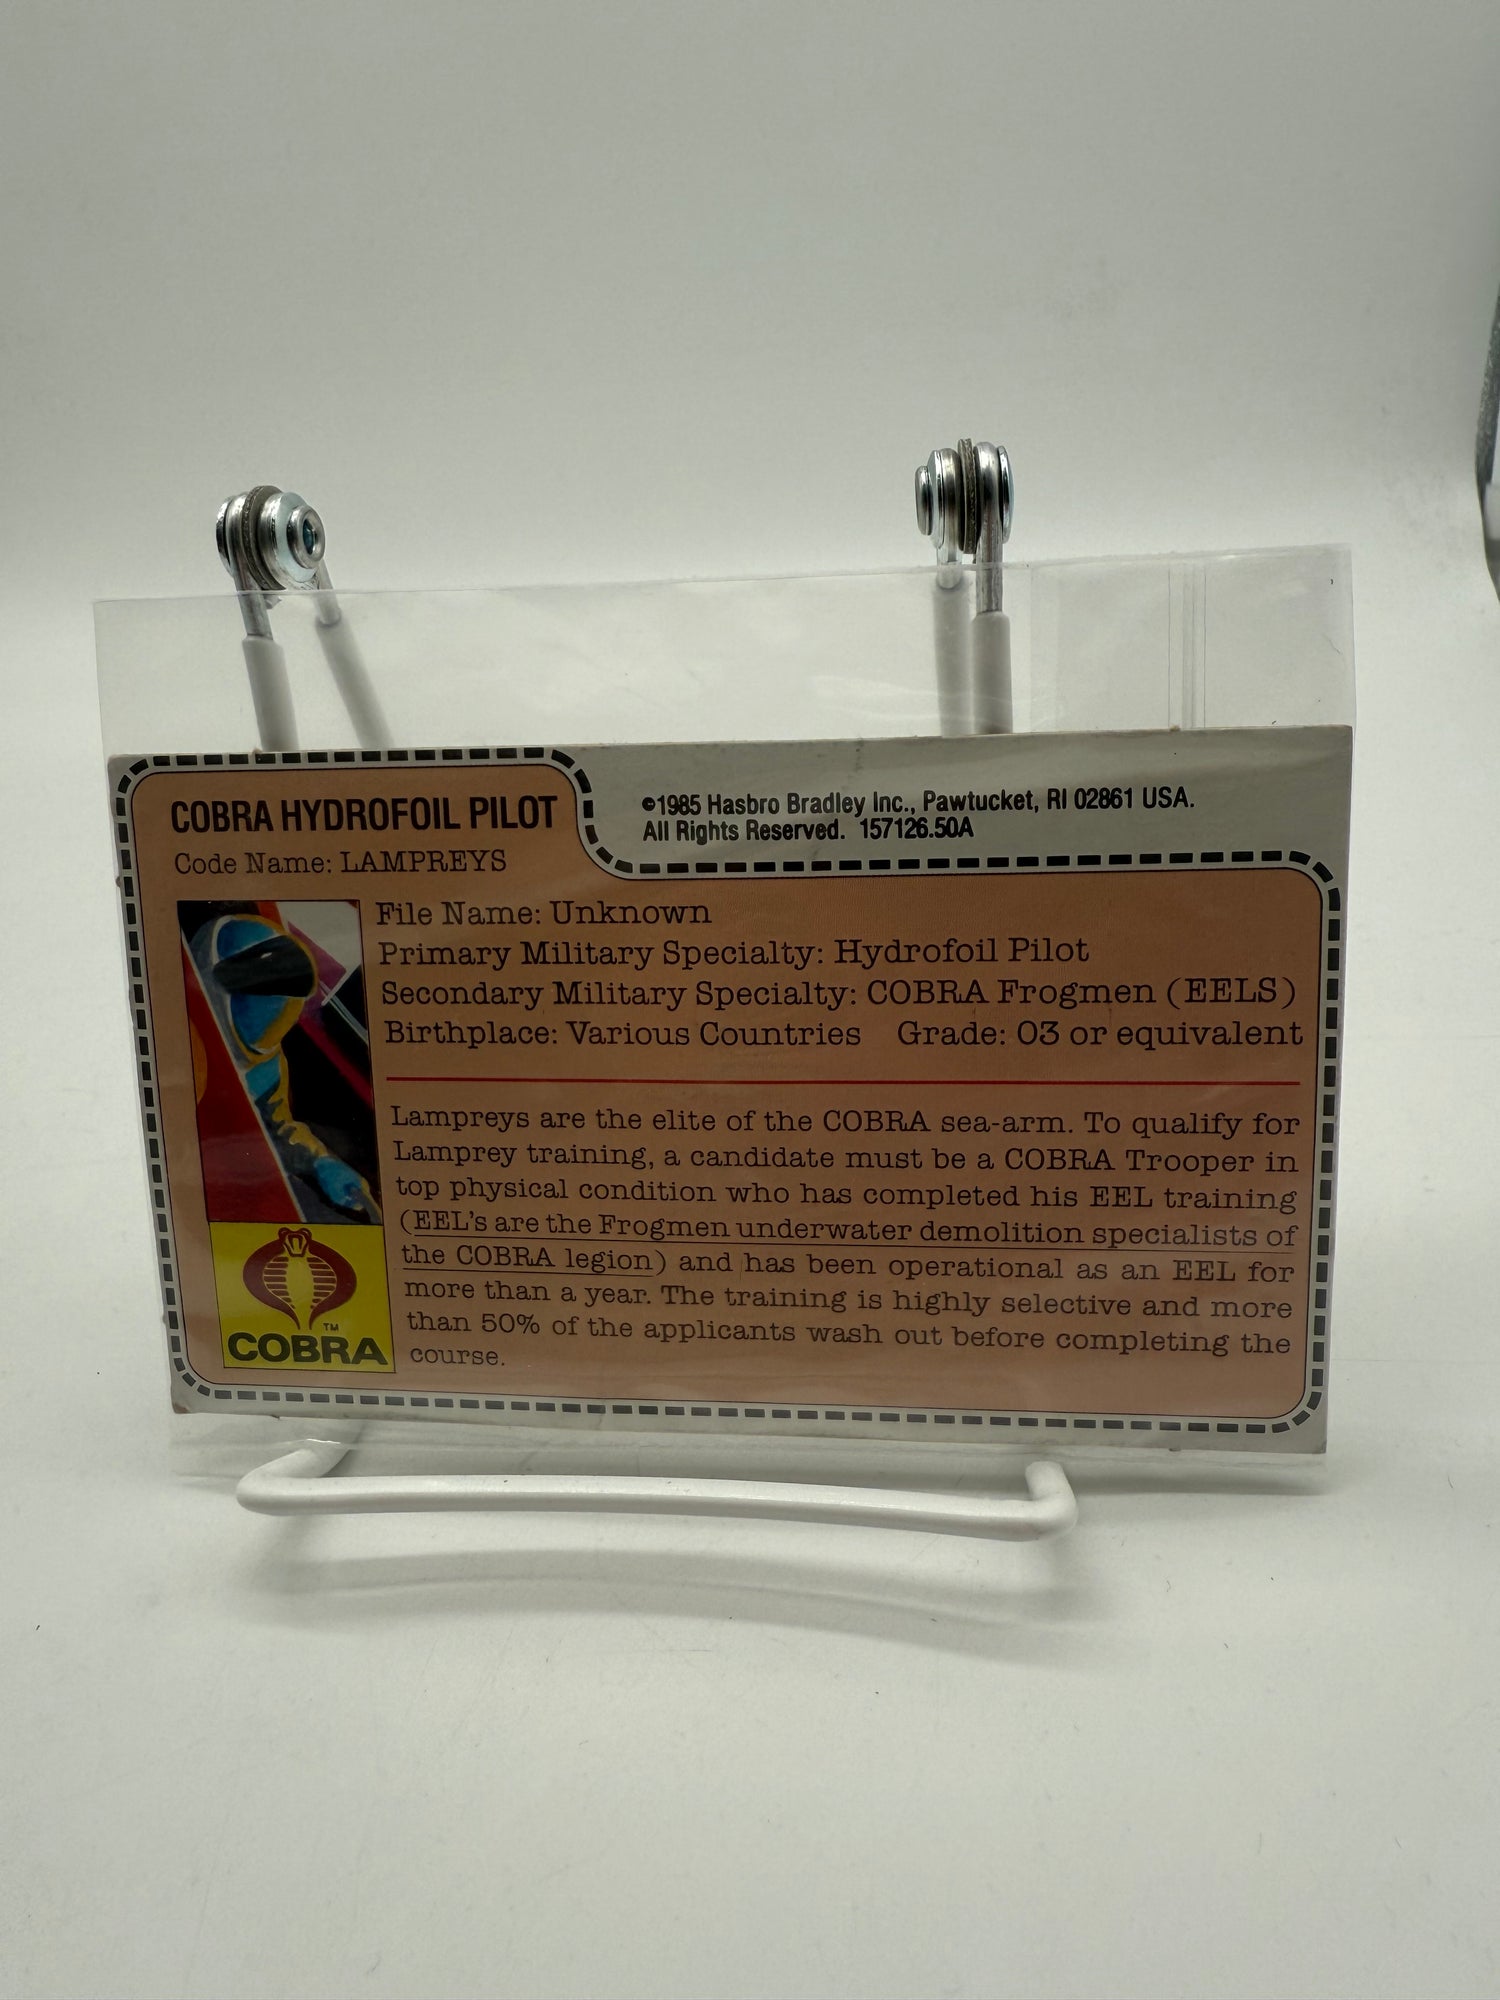 COBRA HYDROFOIL PILOT
Code Name: LAMPREYS
©1985 Hasbro Bradley Inc., Pawtucket, RI 02861 USA.
All Rights Reserved. 157126.50A
File Name: Unknown
Primary Military Specialty: Hydrofoil Pilot
Secondary Military Specialty: COBRA Frogmen (EELS)
Birthplace: Various Countries Grade: O3 or equivalent
Lampreys are the elite of the COBRA sea-arm. To qualify for
Lamprey training, a candidate must be a COBRA Trooper in
top physical condition who has completed his EEL training
(EEL's are the Frogmen underwater demolition specialists of
the COBRA legion) and has been operational as an EEL for
more than a year. The training is highly selective and more
than 50% of the applicants wash out before completing the
course.
TM
COBRA